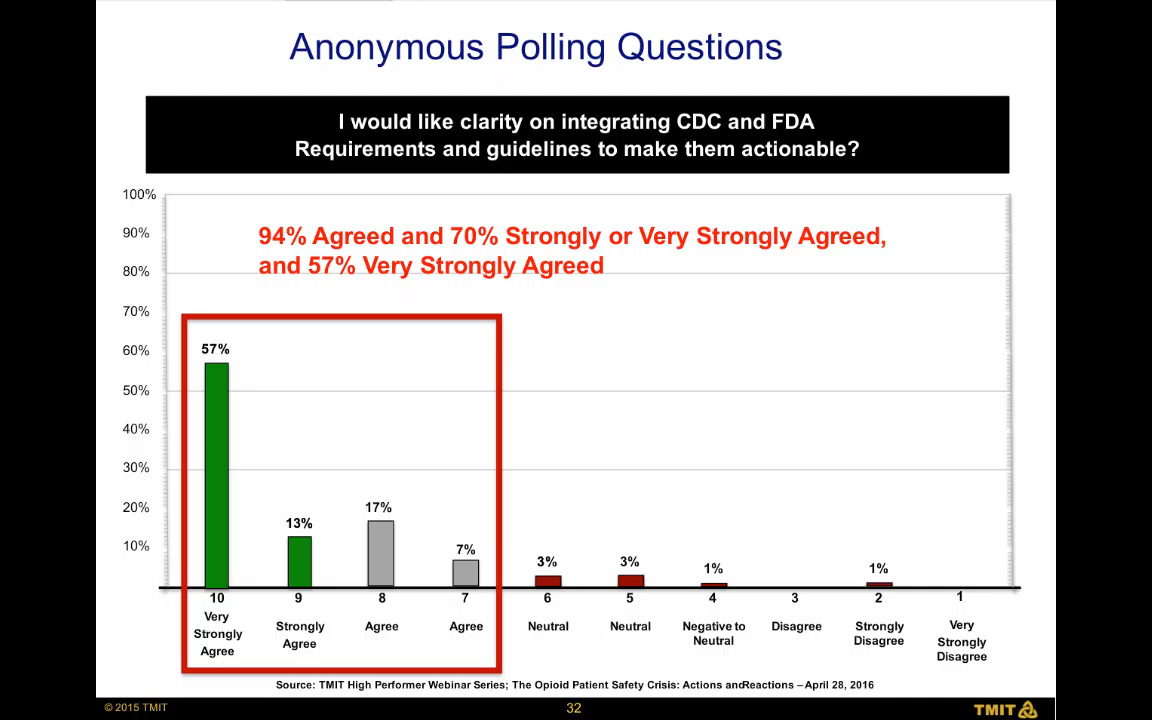 Anonymous Polling Questions
I would like clarity on integrating CDC and FDA
Requirements and guidelines to make them actionable?
100%
90%
80%
70%
60%
50%
40%
30%
20%
10%
94% Agreed and 70% Strongly or Very Strongly Agreed,
and 57% Very Strongly Agreed
57%
13%
17%
7%
3%
3%
1%
1%
10
Very
Strongly
Agree
9
Strongly
Agree
8
Agree
7
Agree
6
Neutral
5
Neutral
4
Negative to
Neutral
3
Disagree
2
Strongly
Disagree
1
Very
Strongly
Disagree
Source: TMIT High Performer Webinar Series; The Opioid Patient Safety Crisis: Actions andReactions – April 28, 2016
© 2015 TMIT
32
TMIT